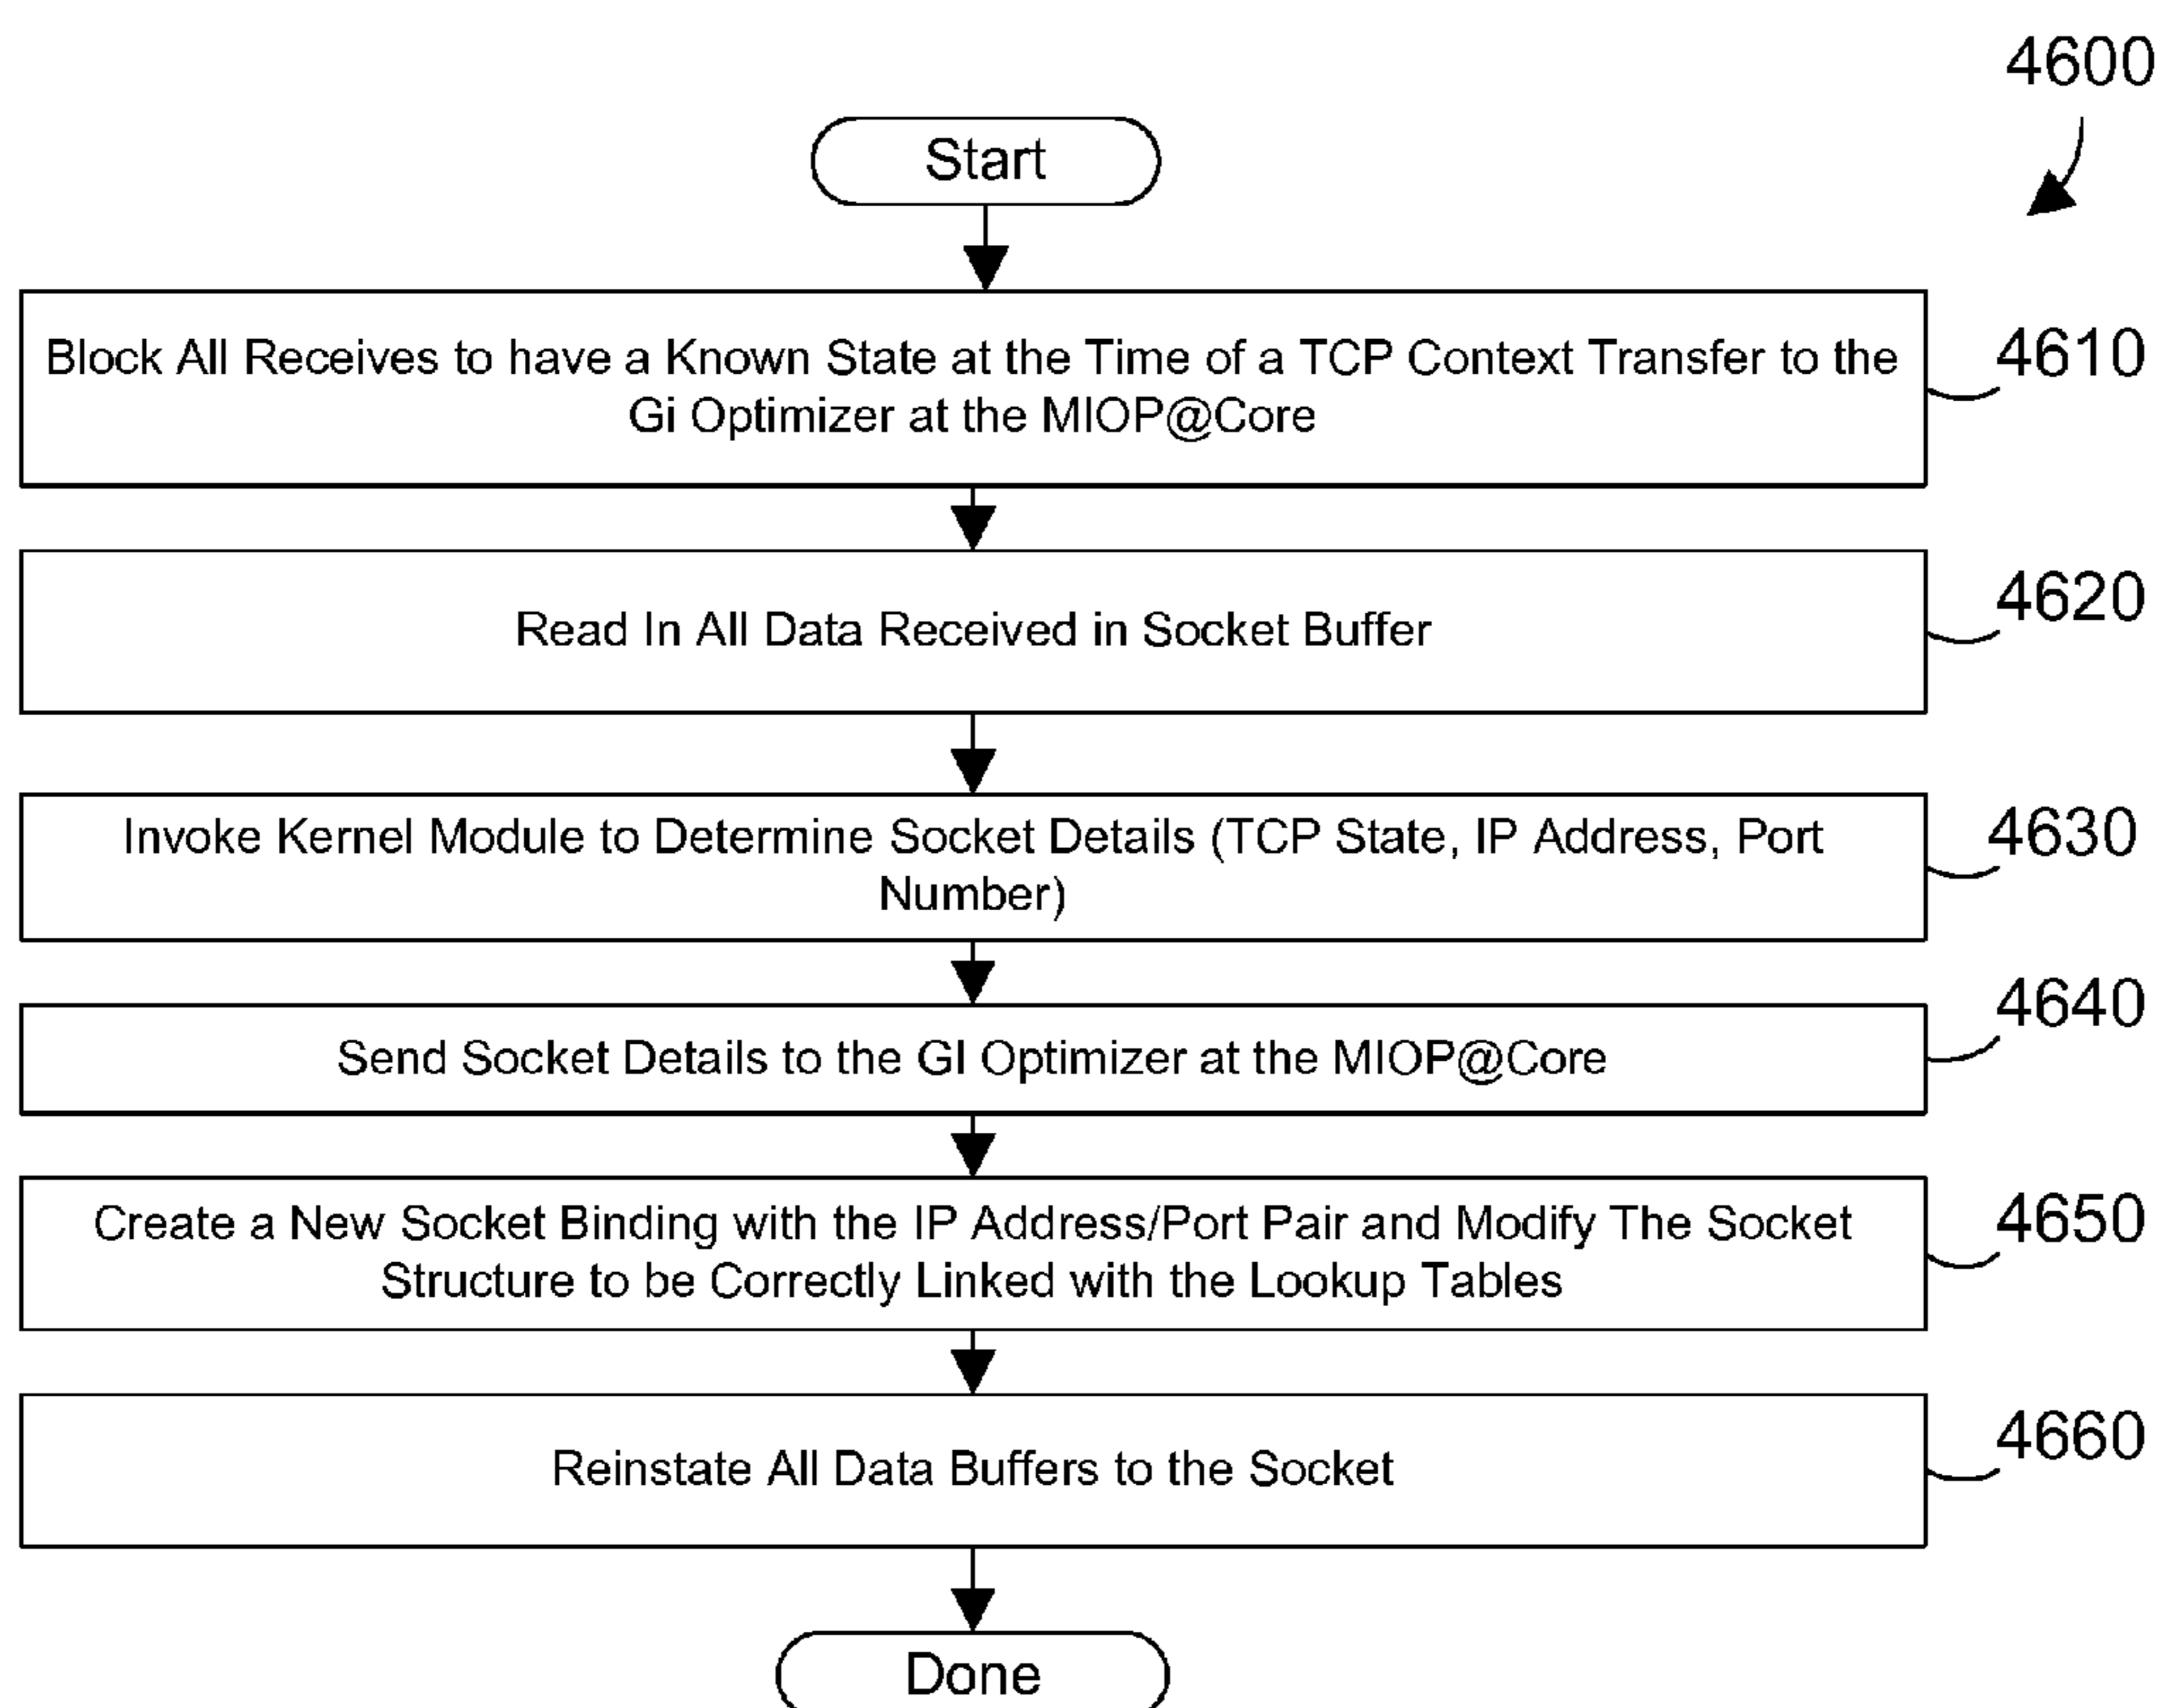 4600
Start
Block All Receives to have a Known State at the Time of a TCP Context Transfer to the
Gi Optimizer at the MIOP@Core
4610
Read In All Data Received in Socket Buffer
4620
Invoke Kernel Module to Determine Socket Details (TCP State, IP Address, Port
Number)
4630
Send Socket Details to the GI Optimizer at the MIOP@Core
4640
Create a New Socket Binding with the IP Address/Port Pair and Modify The Socket
Structure to be Correctly Linked with the Lookup Tables
4650
Reinstate All Data Buffers to the Socket
4660
Done